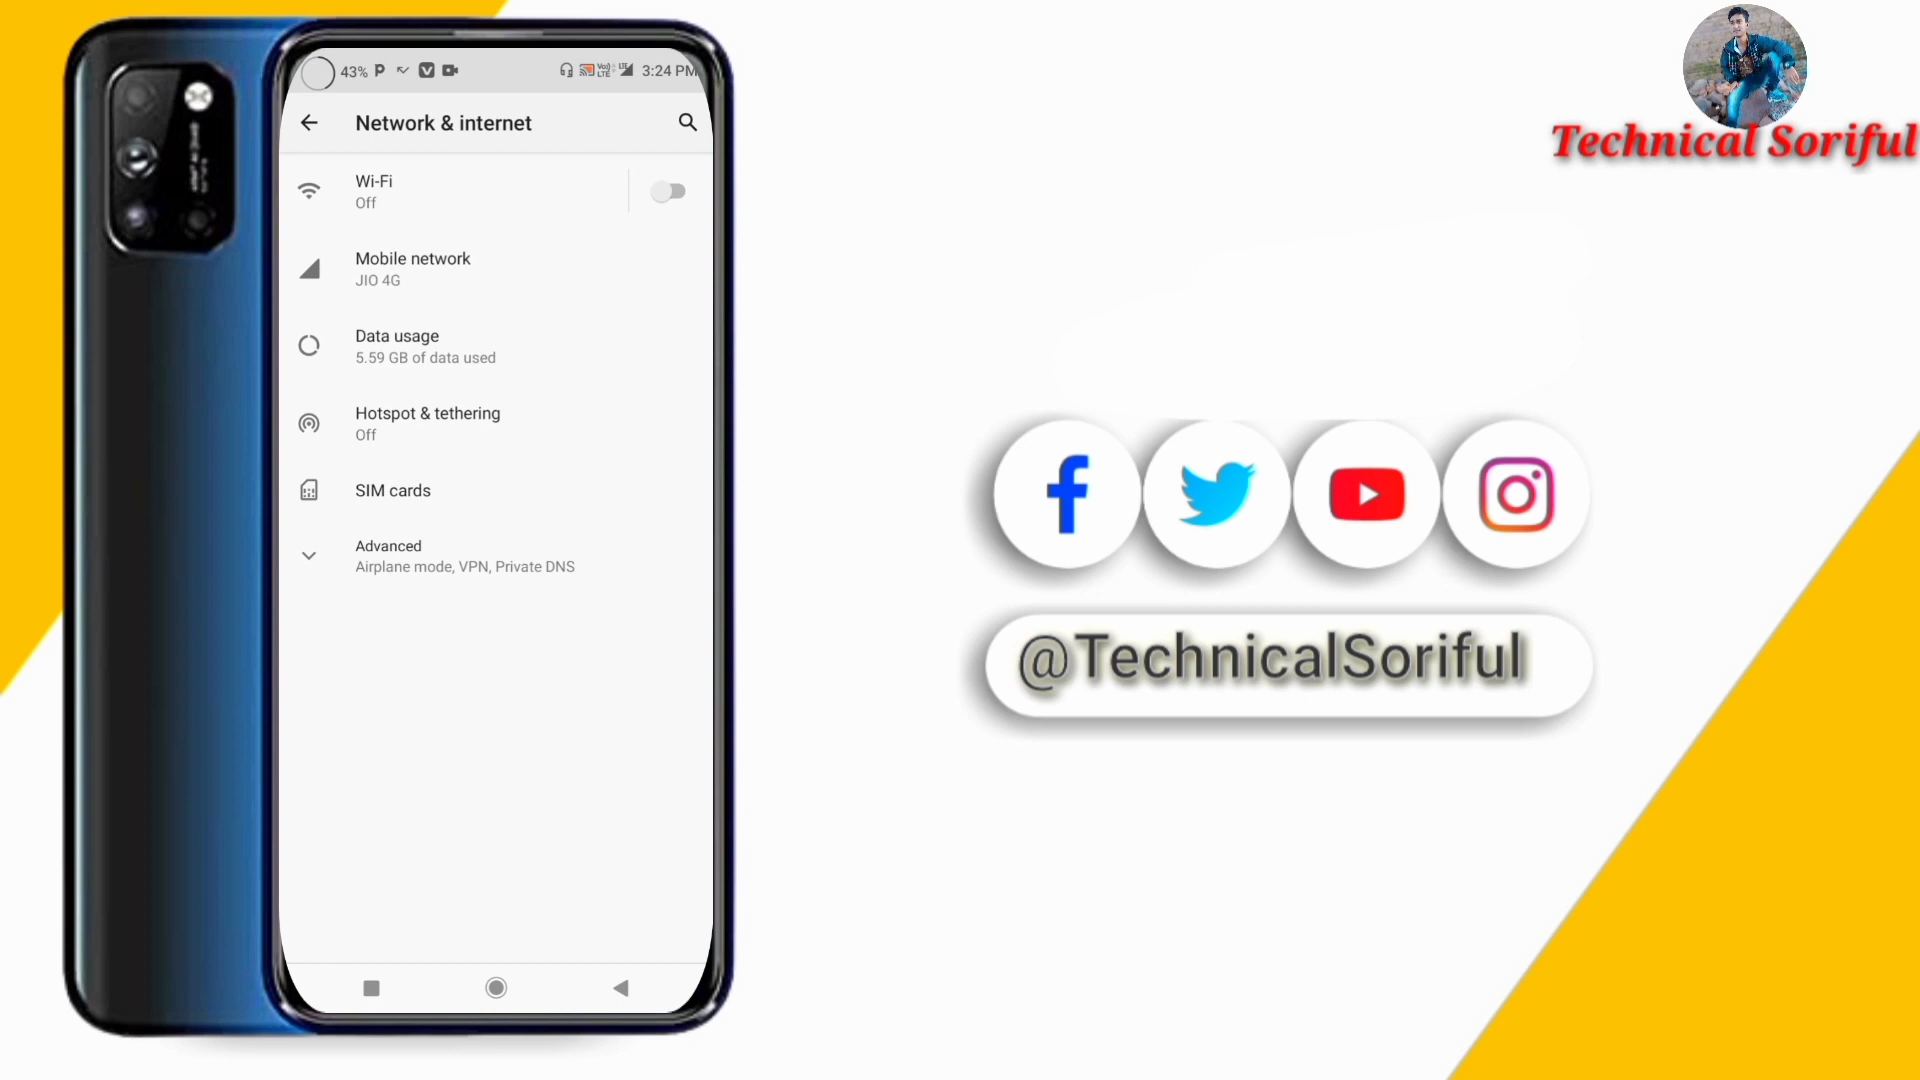 43%
3:24 PM
Network & internet
Wi-Fi
Off
Mobile network
JIO 4G
Data usage
5.59 GB of data used
Hotspot & tethering
Off
SIM cards
Advanced
Airplane mode, VPN, Private DNS
Technical Soriful
@TechnicalSoriful